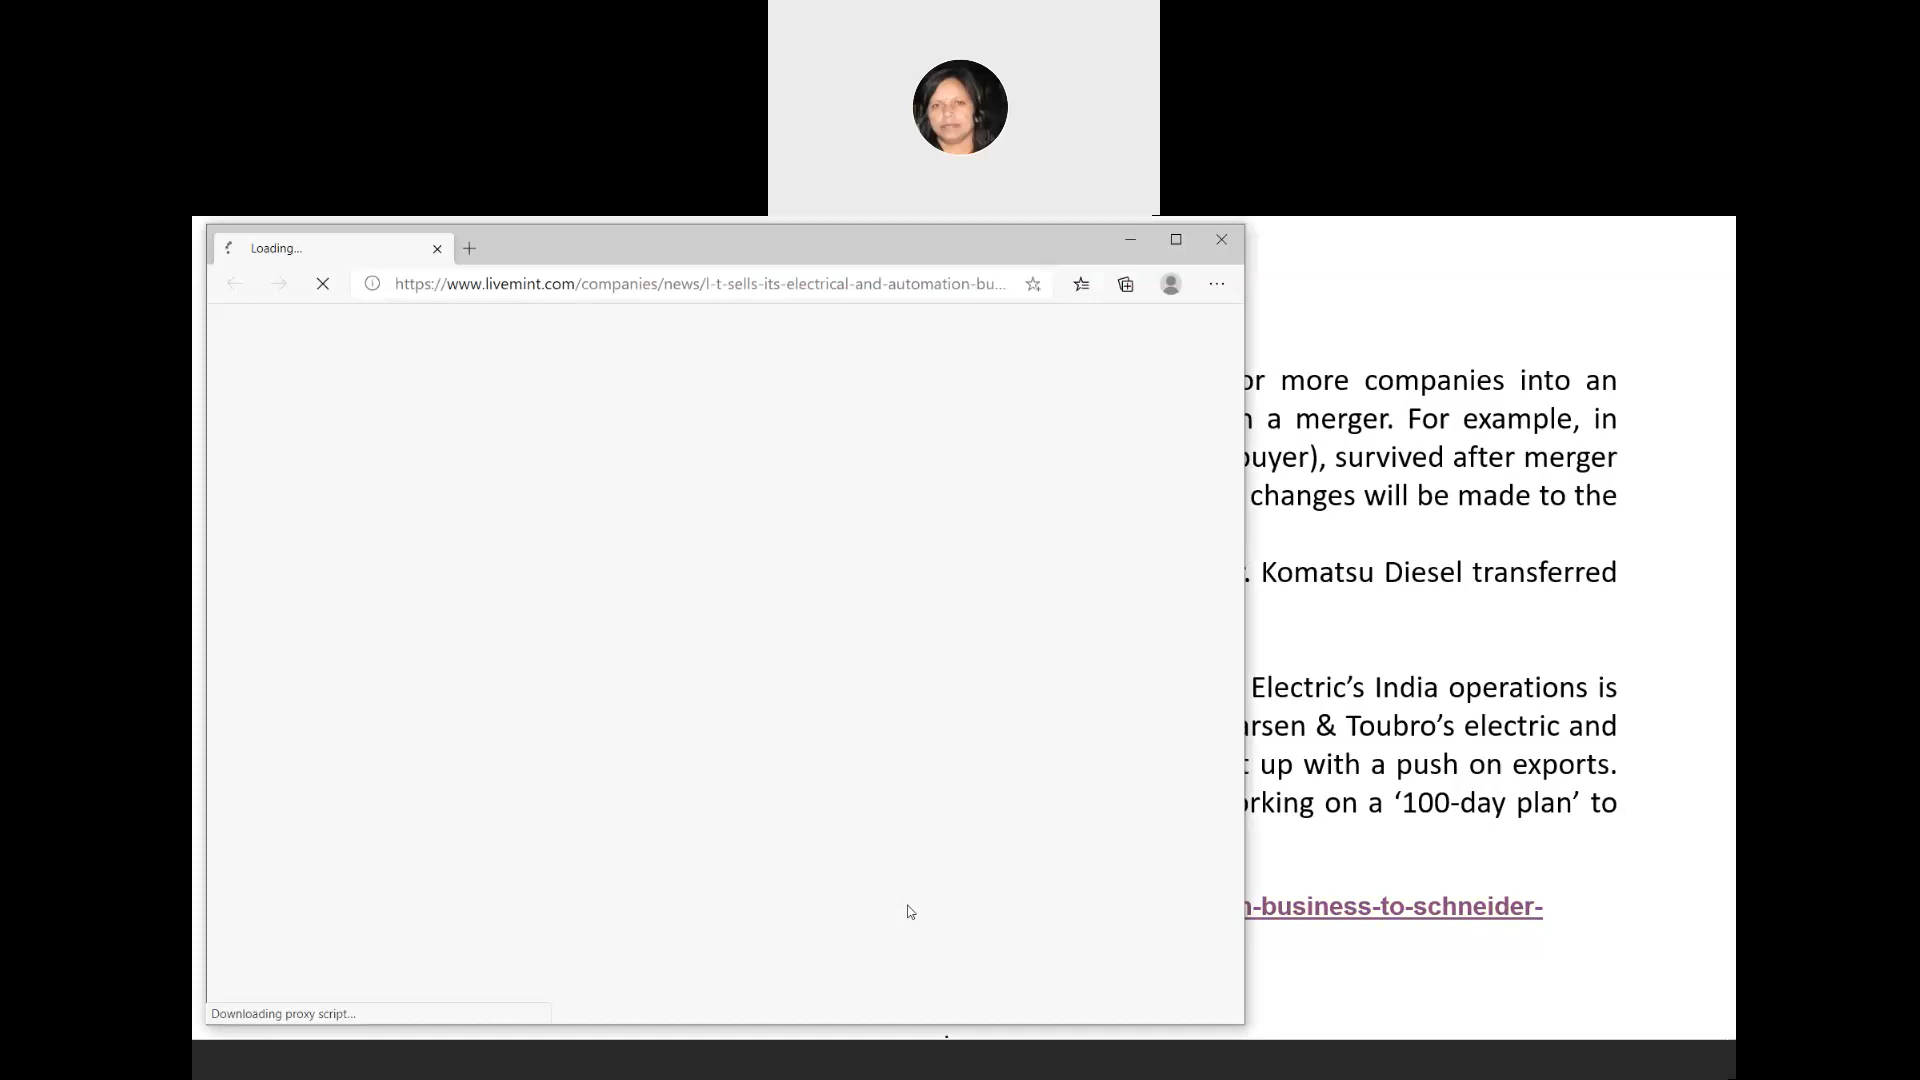 Loading...
https://www.livemint.com/companies/news/l-t-sells-its-electrical-and-automation-bu...
or more companies into an
a merger. For example, in
buyer), survived after merger
changes will be made to the
. Komatsu Diesel transferred
Electric’s India operations is
arsen & Toubro’s electric and
t up with a push on exports.
orking on a ‘100-day plan’ to
-business-to-schneider-
Downloading proxy script...